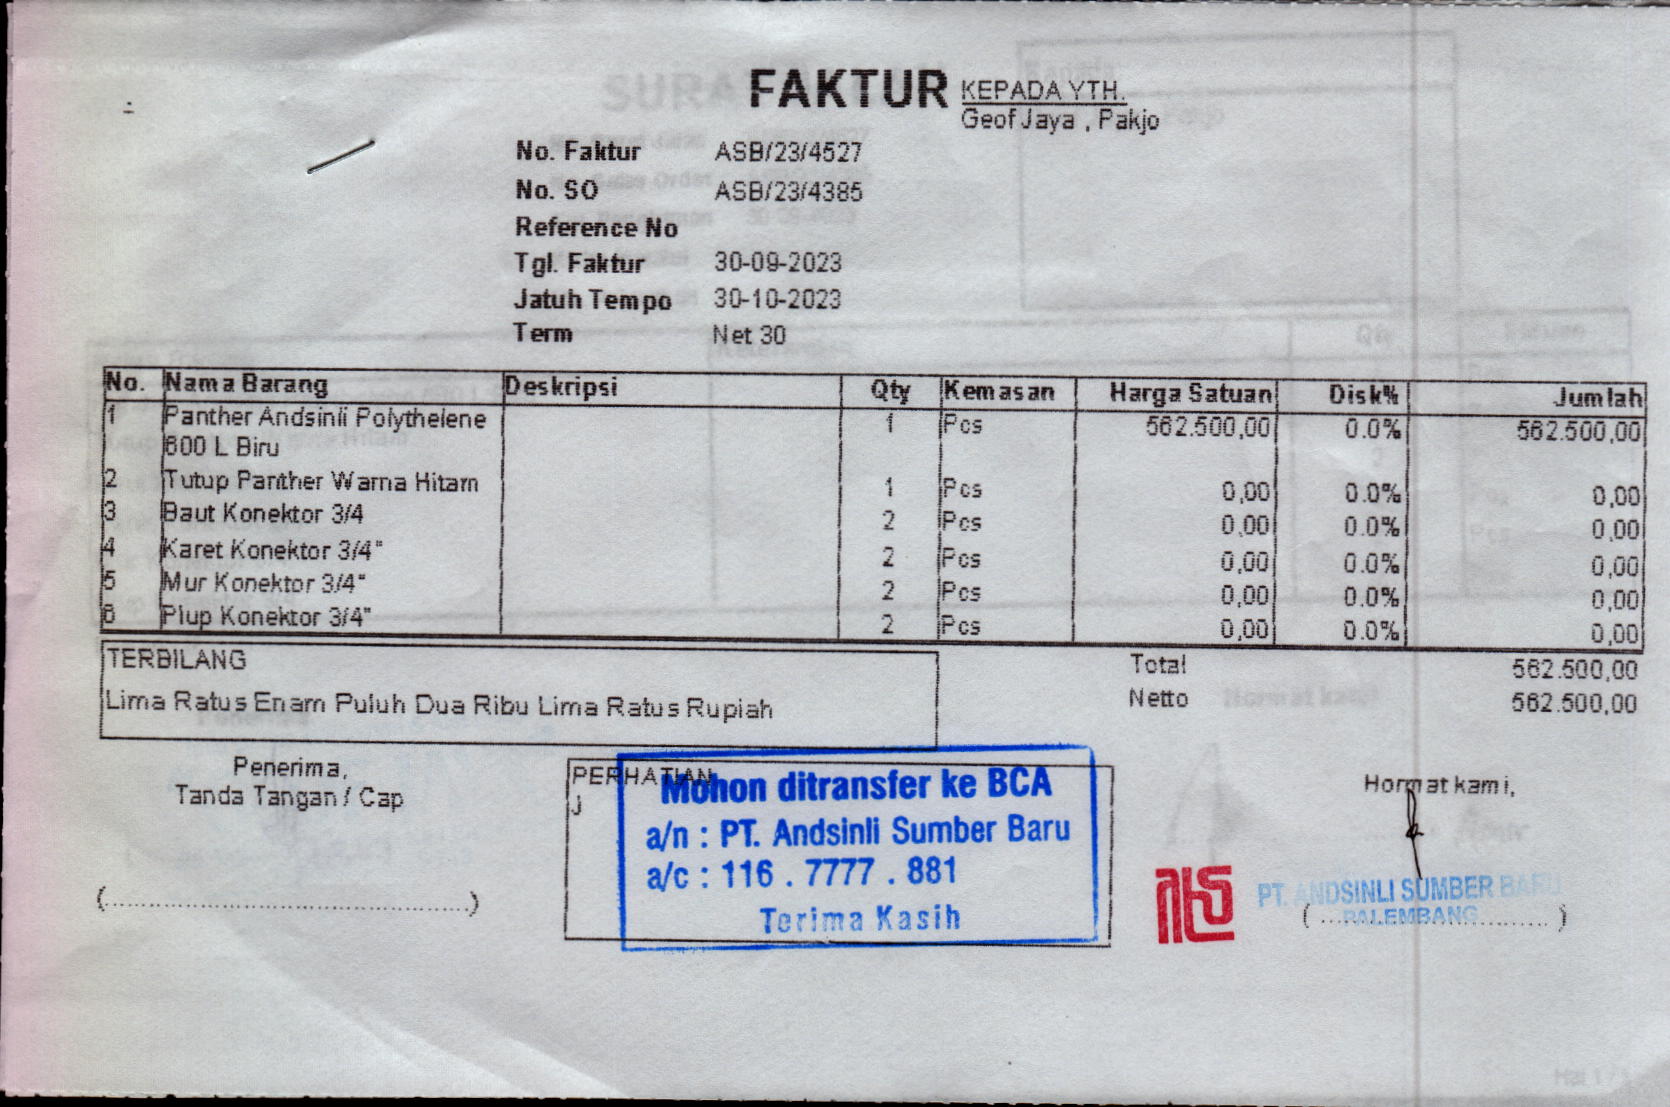 FAKTUR
KEPADA YTH.
Geof Jaya , Pakjo
No. Faktur ASB/23/4527
No. SO ASB/23/4385
Reference No
Tgl. Faktur 30-09-2023
Jatuh Tempo 30-10-2023
Term Net 30
No. Nama Barang Deskripsi Qty Kemasan Harga Satuan Disk% Jumlah
1 Panther Andsinli Polythelene 1 Pcs 562.500,00 0.0% 562.500,00
600 L Biru
2 Tutup Panther Warna Hitam 1 Pcs 0,00 0.0% 0,00
3 Baut Konektor 3/4 2 Pcs 0,00 0.0% 0,00
4 Karet Konektor 3/4" 2 Pcs 0,00 0.0% 0,00
5 Mur Konektor 3/4" 2 Pcs 0,00 0.0% 0,00
6 Plup Konektor 3/4" 2 Pcs 0,00 0.0% 0,00
TERBILANG
Lima Ratus Enam Puluh Dua Ribu Lima Ratus Rupiah
Total 562.500,00
Netto 562.500,00
Penerima,
Tanda Tangan / Cap
(..........................................)
PERHATIAN
J
Mohon ditransfer ke BCA
a/n : PT. Andsinli Sumber Baru
a/c : 116 . 7777 . 881
Terima Kasih
Hormat kami,
PT. ANDSINLI SUMBER BARU
PALEMBANG